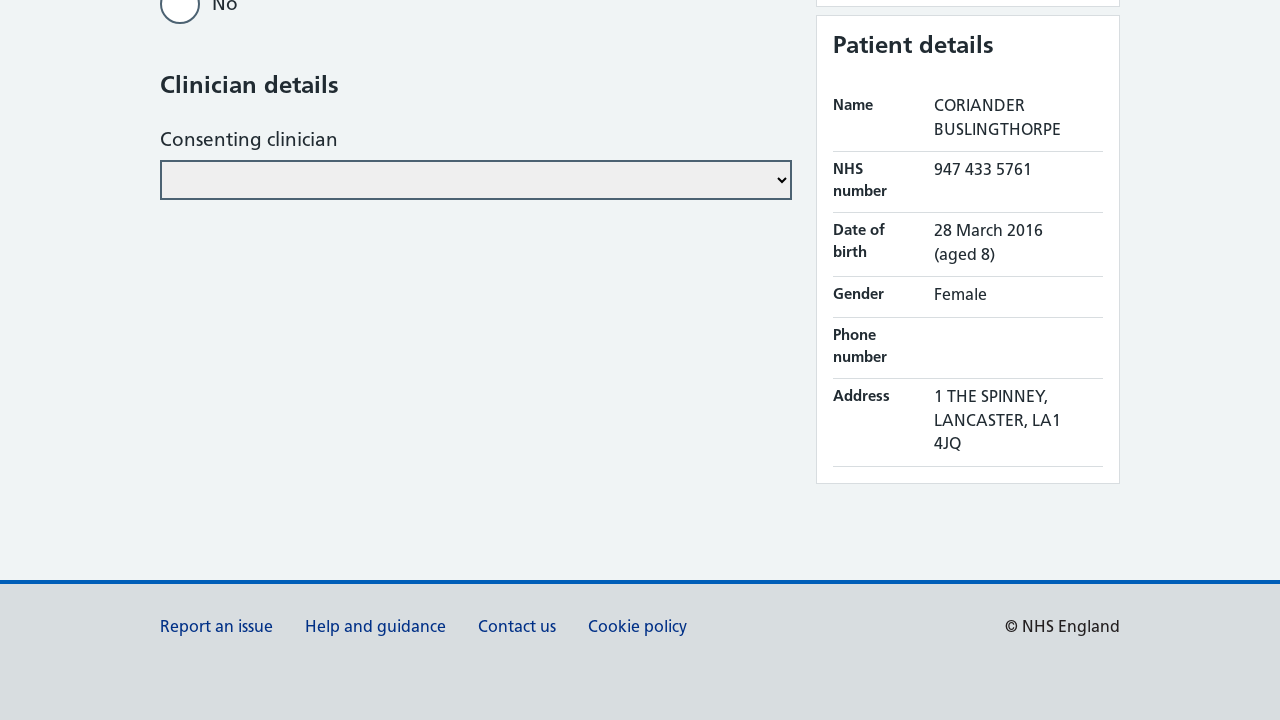 No
Clinician details
Consenting clinician
Patient details
Name
CORIANDER
BUSLINGTHORPE
NHS
number
947 433 5761
Date of
birth
28 March 2016
(aged 8)
Gender
Female
Phone
number
Address
1 THE SPINNEY,
LANCASTER, LA1
4JQ
Report an issue
Help and guidance
Contact us
Cookie policy
© NHS England